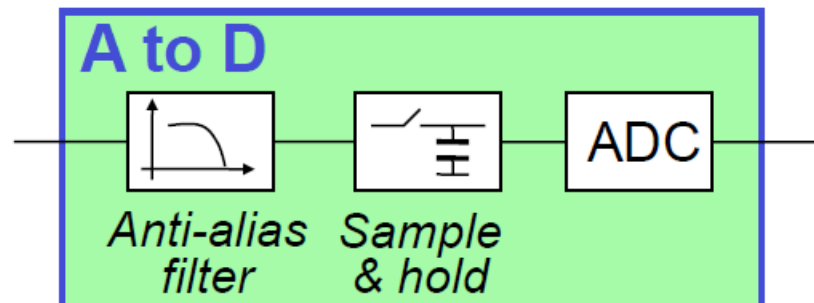 A to D
ADC
Anti-alias
filter
Sample
& hold